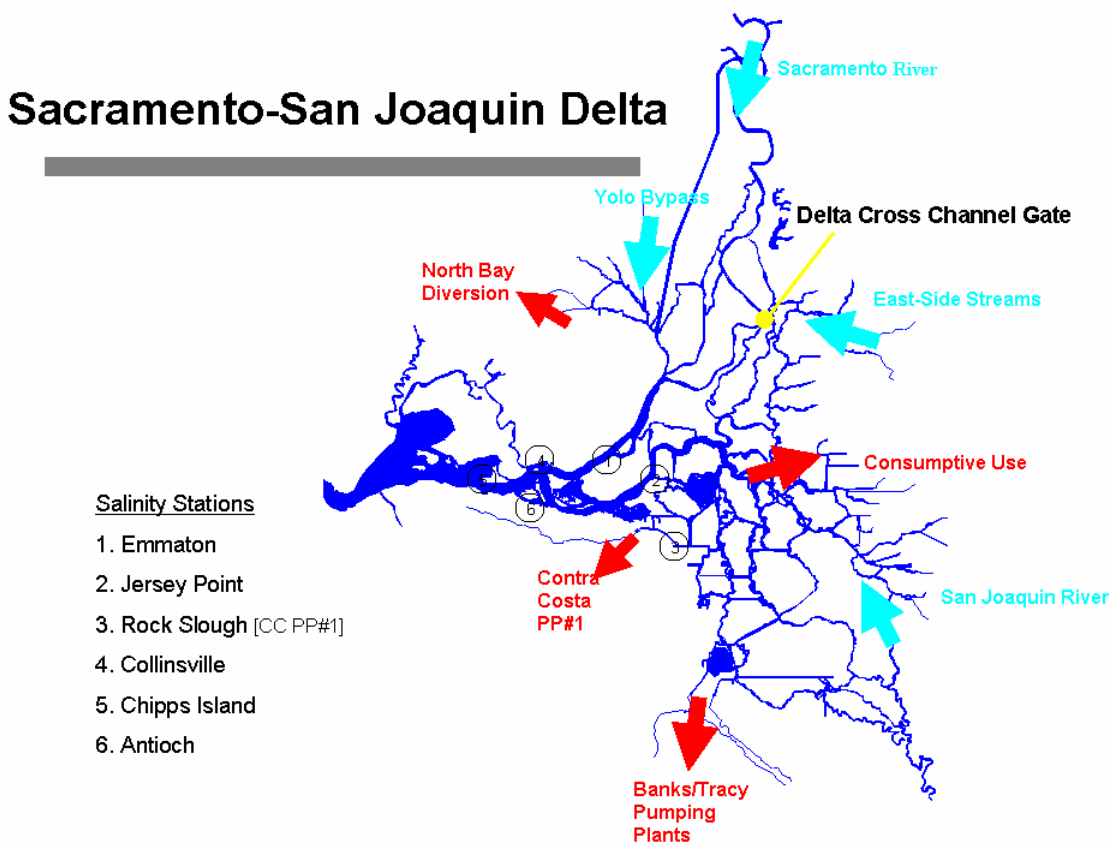 Sacramento-San Joaquin Delta
Sacramento River
Yolo Bypass
Delta Cross Channel Gate
North Bay
Diversion
East-Side Streams
Consumptive Use
4
1
5
2
6
3
Salinity Stations
1. Emmaton
2. Jersey Point
3. Rock Slough [CC PP#1]
4. Collinsville
5. Chipps Island
6. Antioch
Contra
Costa
PP#1
San Joaquin River
Banks/Tracy
Pumping
Plants